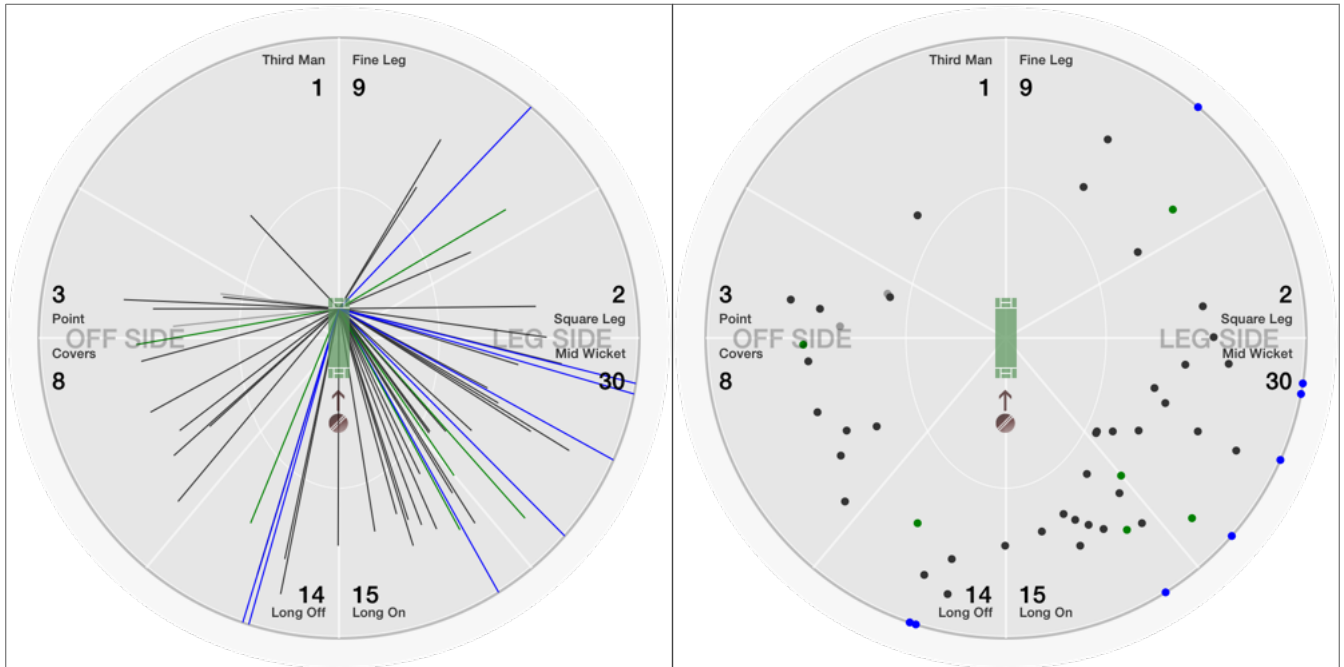 Third Man
Fine Leg
1
9
3
2
Point
Square Leg
OFF SIDE
LEG SIDE
Covers
Mid Wicket
8
30
14
15
Long Off
Long On
Third Man
Fine Leg
1
9
3
2
Point
Square Leg
OFF SIDE
LEG SIDE
Covers
Mid Wicket
8
30
14
15
Long Off
Long On